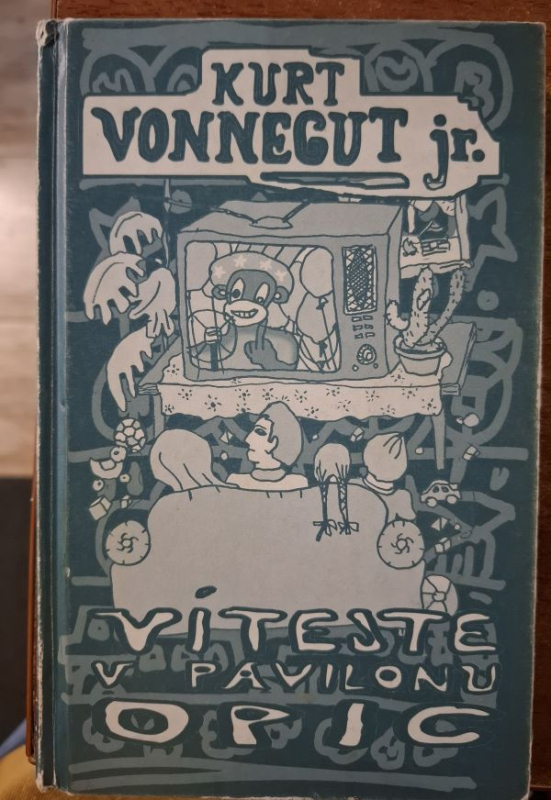 KURT
VONNEGUT jr.
VÍTEJTE
V PAVILONU
OPIC